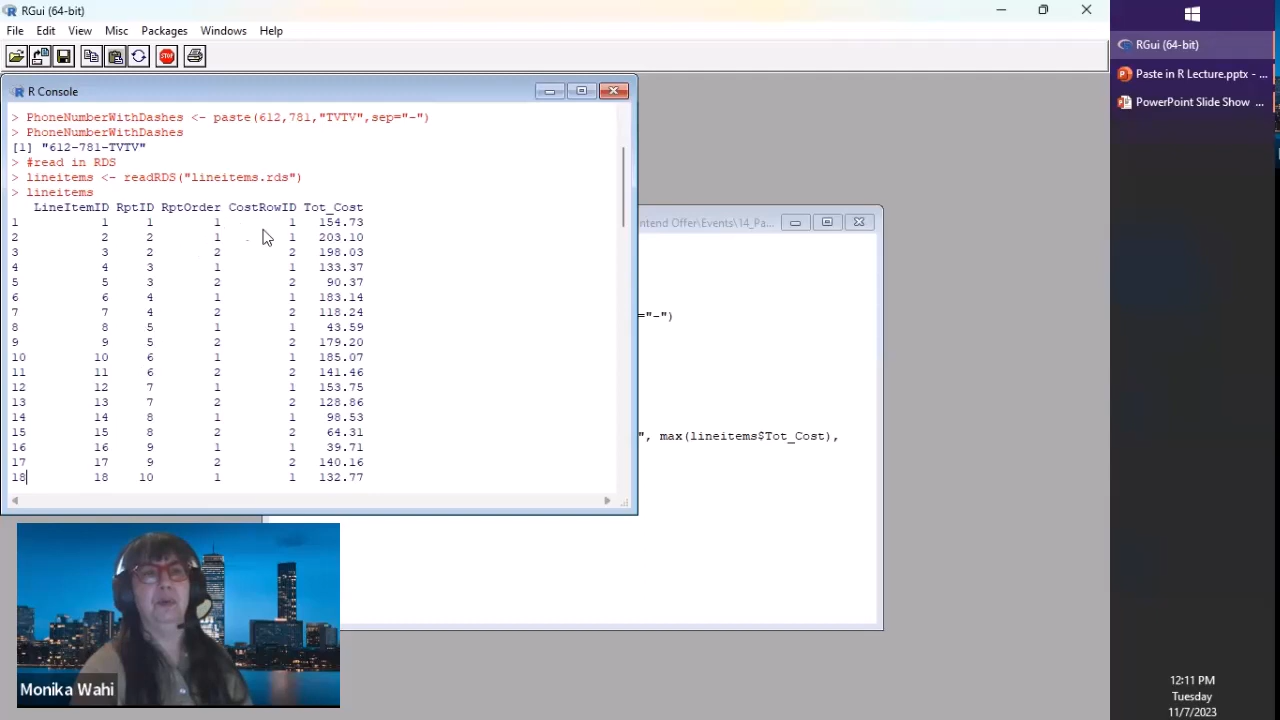 RGui (64-bit)
File Edit View Misc Packages Windows Help
STOP
R Console
> PhoneNumberWithDashes <- paste(612,781,"TVTV",sep="-")
> PhoneNumberWithDashes
[1] "612-781-TVTV"
> #read in RDS
> lineitems <- readRDS("lineitems.rds")
> lineitems
LineItemID RptID RptOrder CostRowID Tot_Cost
1 1 1 1 1 154.73
2 2 2 1 1 203.10
3 3 2 2 2 198.03
4 4 3 1 1 133.37
5 5 3 2 2 90.37
6 6 4 1 1 183.14
7 7 4 2 2 118.24
8 8 5 1 1 43.59
9 9 5 2 2 179.20
10 10 6 1 1 185.07
11 11 6 2 2 141.46
12 12 7 1 1 153.75
13 13 7 2 2 128.86
14 14 8 1 1 98.53
15 15 8 2 2 64.31
16 16 9 1 1 39.71
17 17 9 2 2 140.16
18 18 10 1 1 132.77
ntend Offer\Events\14_Pa...
="-")
", max(lineitems$Tot_Cost),
Monika Wahi
RGui (64-bit)
Paste in R Lecture.pptx - ...
PowerPoint Slide Show ...
12:11 PM
Tuesday
11/7/2023